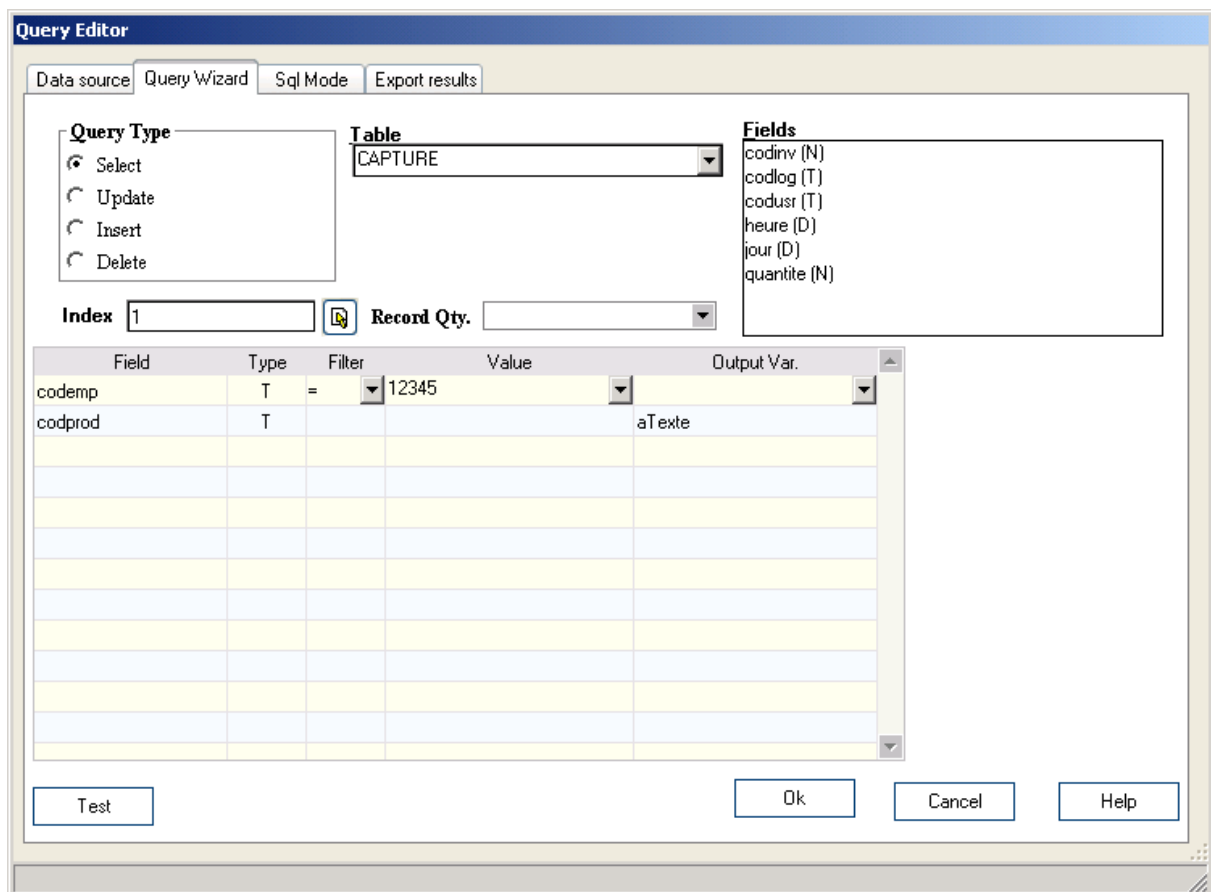 Query Editor
Data source Query Wizard Sql Mode Export results
Query Type
Select
Update
Insert
Delete
Table
CAPTURE
Fields
codinv (N)
codlog (T)
codusr (T)
heure (D)
jour (D)
quantite (N)
Index 1 Record Qty.
Field Type Filter Value Output Var.
codemp T = 12345
codprod T aTexte
Test Ok Cancel Help